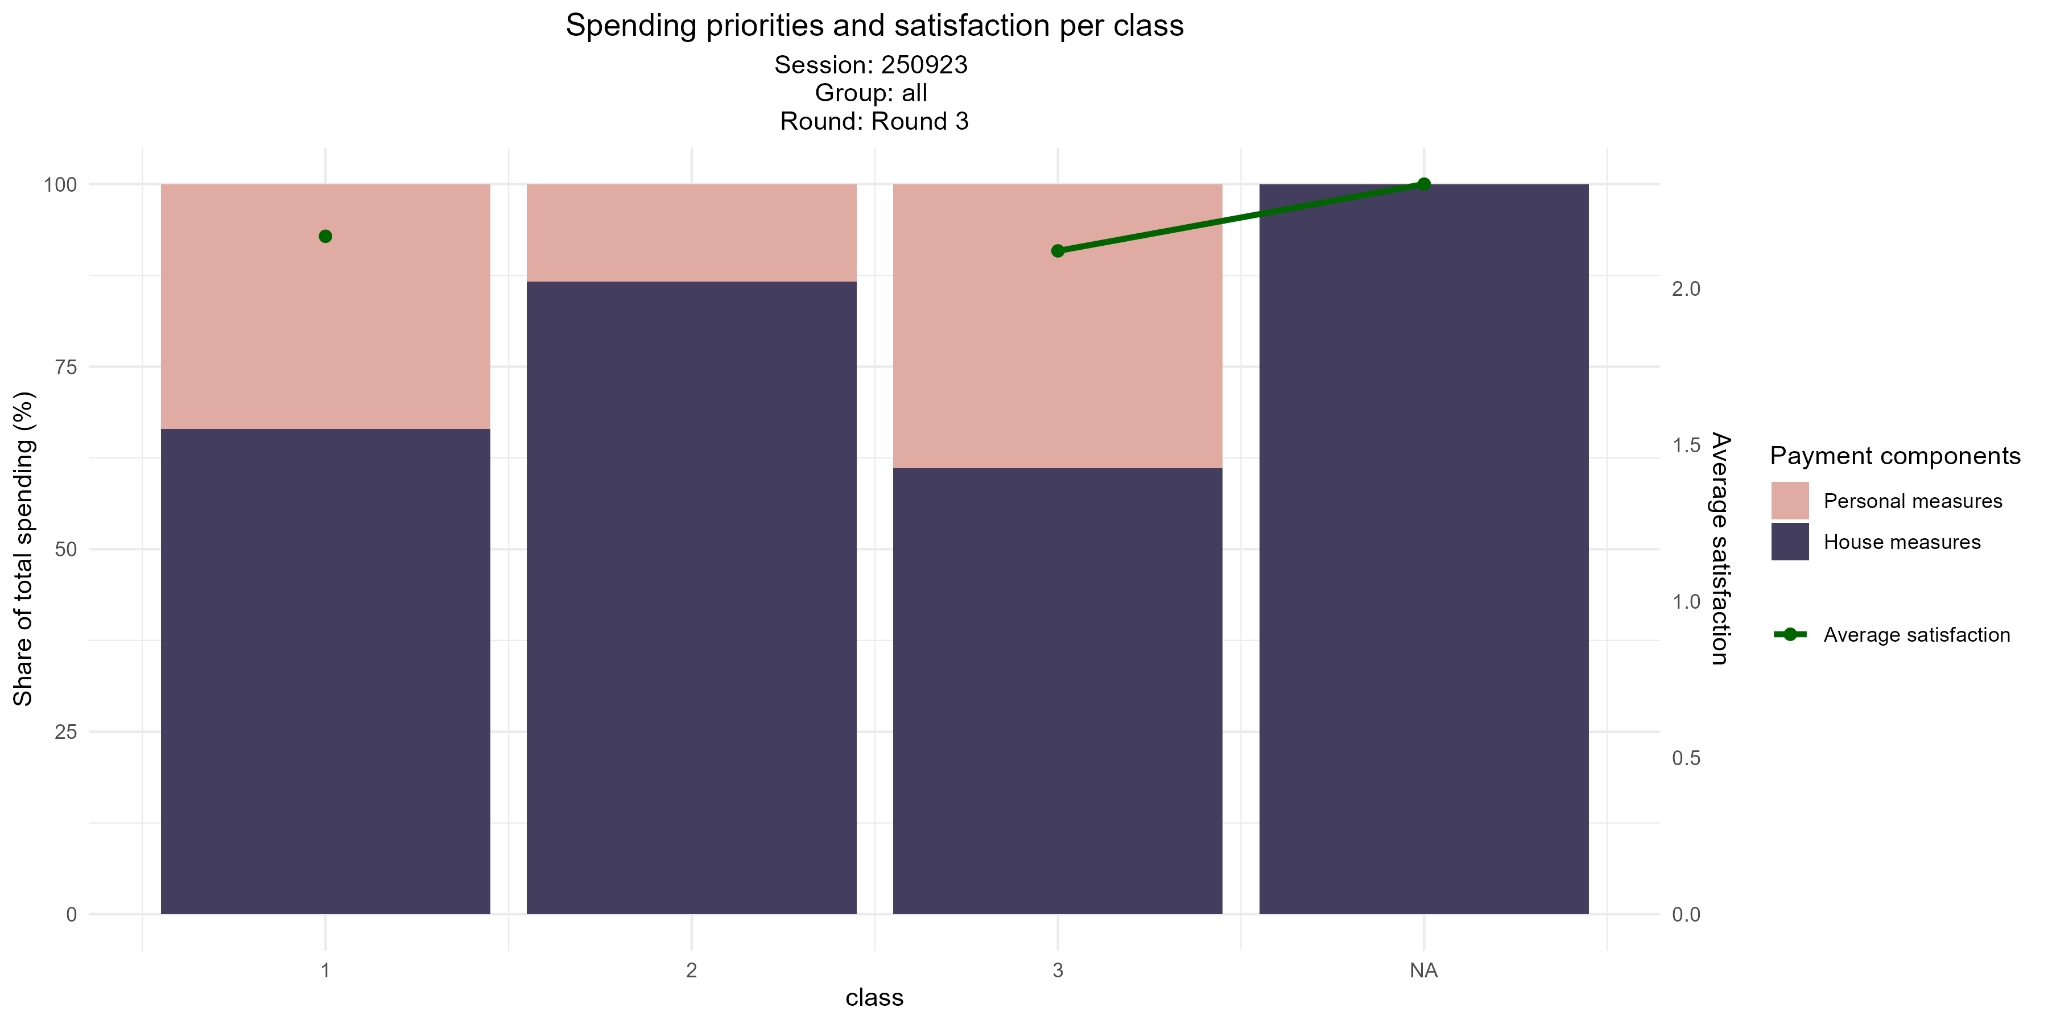 Spending priorities and satisfaction per class
Session: 250923
Group: all
Round: Round 3
Share of total spending (%)
100
75
50
25
0
2.0
1.5
1.0
0.5
0.0
Average satisfaction
Payment components
Personal measures
House measures
Average satisfaction
1 2 3 NA
class